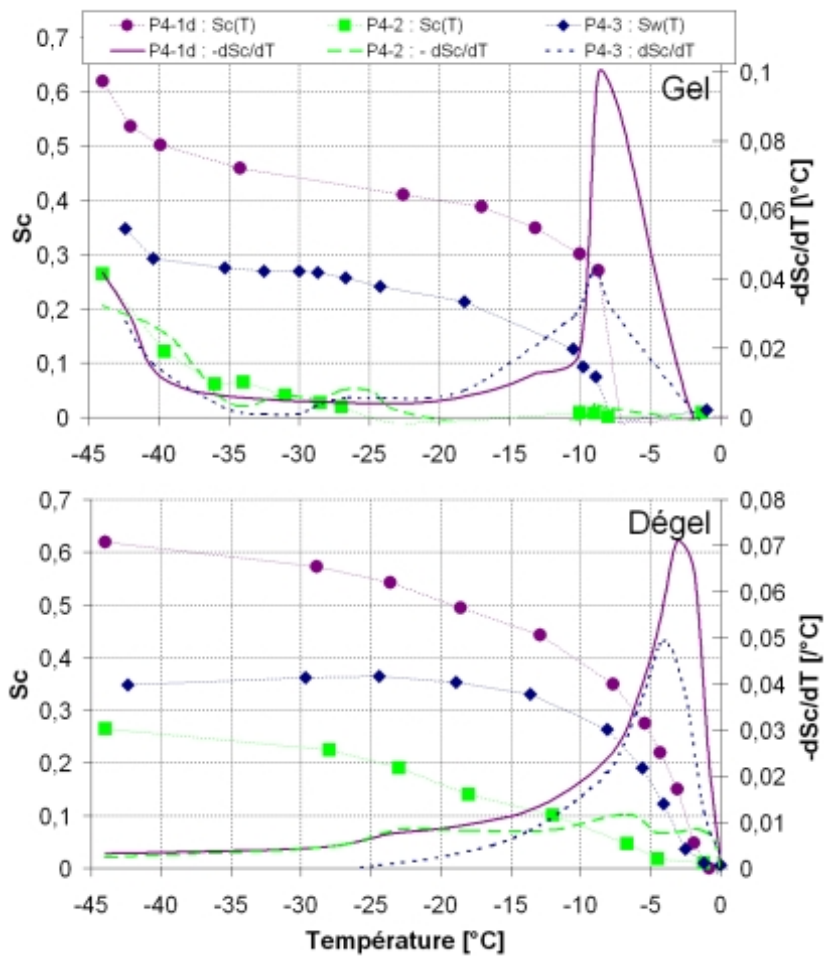 P4-1d : Sc(T) P4-2 : Sc(T) P4-3 : Sw(T)
P4-1d : -dSc/dT P4-2 : - dSc/dT P4-3 : dSc/dT
Gel
0,7
0,6
0,5
0,4
0,3
0,2
0,1
0
Sc
0,1
0,08
0,06
0,04
0,02
0
-dSc/dT [\°C]
-45 -40 -35 -30 -25 -20 -15 -10 -5 0
Dégel
0,7
0,6
0,5
0,4
0,3
0,2
0,1
0
Sc
0,08
0,07
0,06
0,05
0,04
0,03
0,02
0,01
0
-dSc/dT [/°C]
-45 -40 -35 -30 -25 -20 -15 -10 -5 0
Température [°C]